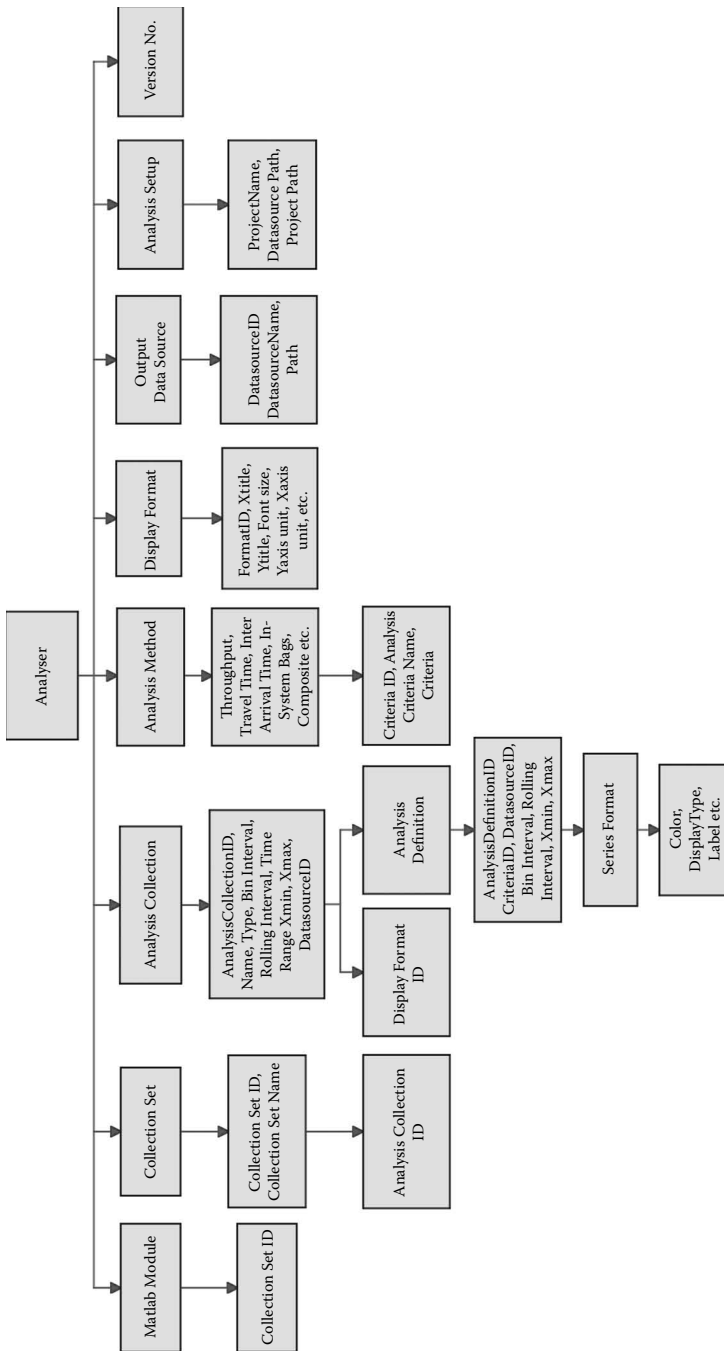 Analyser
Matlab Module
Collection Set
Analysis Collection
Analysis Method
Display Format
Output
Data Source
Analysis Setup
Version No.
Collection Set ID
Collection Set ID,
Collection Set Name
AnalysisCollectionID,
Name, Type, Bin Interval,
Rolling Interval, Time
Range Xmin, Xmax,
DatasourceID
Throughput,
Travel Time, Inter
Arrival Time, In-
System Bags,
Composite etc.
FormatID, Xtitle,
Ytitle, Font size,
Yaxis unit, Xaxis
unit, etc.
DatasourceID
DatasourceName,
Path
ProjectName,
Datasource Path,
Project Path
Analysis Collection
ID
Display Format
ID
Analysis
Definition
Criteria ID, Analysis
Criteria Name,
Criteria
AnalysisDefinitionID
CriteriaID, DatasourceID,
Bin Interval, Rolling
Interval, Xmin, Xmax
Series Format
Color,
DisplayType,
Label etc.